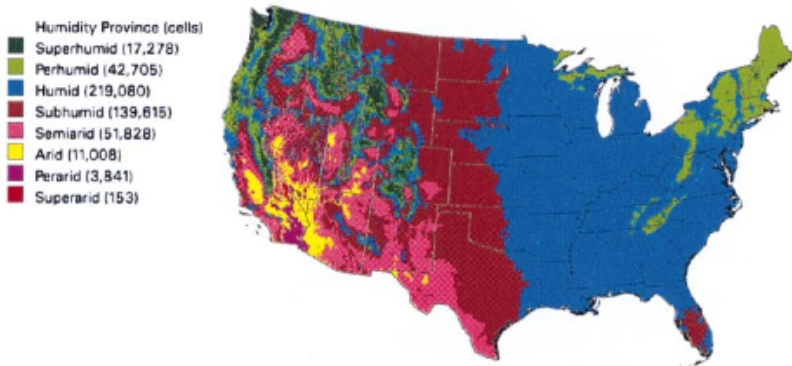 Humidity Province (cells)
Superhumid (17,278)
Perhumid (42,705)
Humid (219,080)
Subhumid (139,615)
Semiarid (51,828)
Arid (11,008)
Perarid (3,841)
Superarid (153)